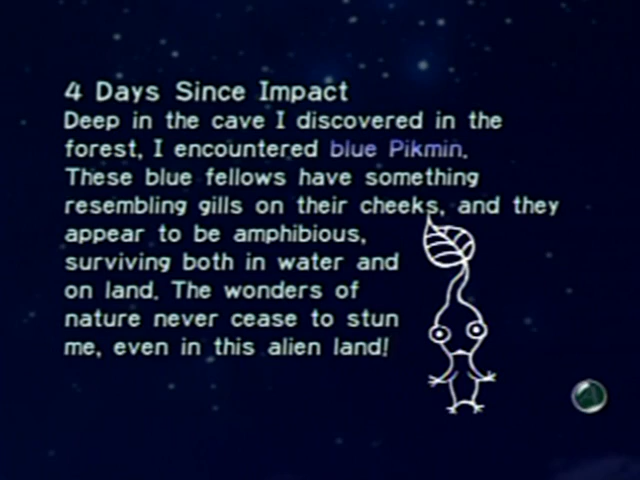 4 Days Since Impact
Deep in the cave I discovered in the
forest, I encountered blue Pikmin.
These blue fellows have something
resembling gills on their cheeks, and they
appear to be amphibious,
surviving both in water and
on land. The wonders of
nature never cease to stun
me, even in this alien land!